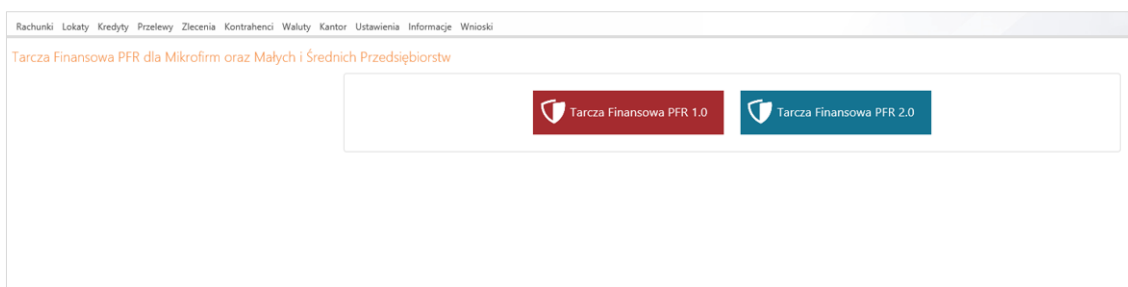 Rachunki Lokaty Kredyty Przelewy Zlecenia Kontrahenci Waluty Kantor Ustawienia Informacje Wnioski
Tarcza Finansowa PFR dla Mikrofirm oraz Małych i Średnich Przedsiębiorstw
Tarcza Finansowa PFR 1.0 Tarcza Finansowa PFR 2.0